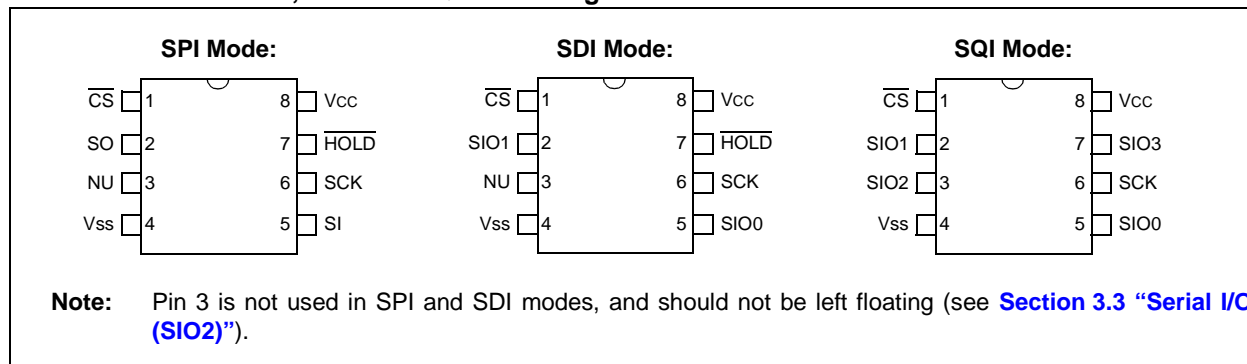 SPI Mode:
SDI Mode:
SQI Mode:
CS 1 8 VCC
SO 2 7 HOLD
NU 3 6 SCK
Vss 4 5 SI
CS 1 8 VCC
SIO1 2 7 HOLD
NU 3 6 SCK
Vss 4 5 SIO0
CS 1 8 VCC
SIO1 2 7 SIO3
SIO2 3 6 SCK
Vss 4 5 SIO0
Note: Pin 3 is not used in SPI and SDI modes, and should not be left floating (see Section 3.3 “Serial I/O
(SIO2)”).